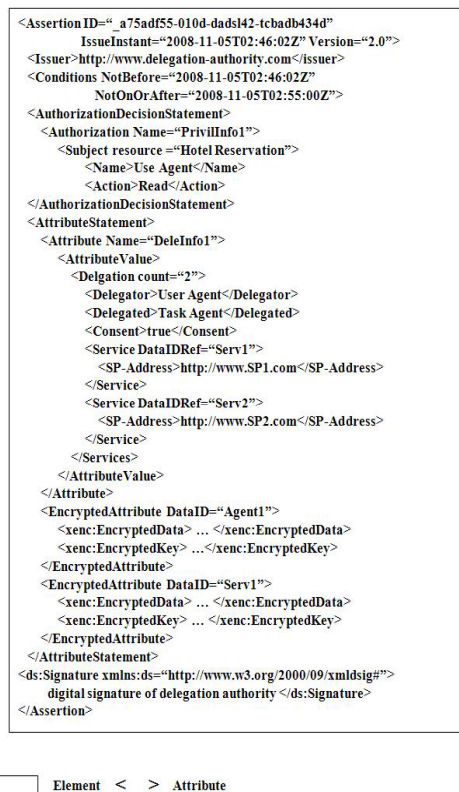 <Assertion ID=“_a75adf55-010d-dadsl42-tcbadb434d”
IssueInstant=“2008-11-05T02:46:02Z” Version=“2.0”>
<Issuer>http://www.delegation-authority.com</issuer>
<Conditions NotBefore=“2008-11-05T02:46:02Z”
NotOnOrAfter=“2008-11-05T02:55:00Z”>
<AuthorizationDecisionStatement>
<Authorization Name=“PrivilInfo1”>
<Subject resource =“Hotel Reservation”>
<Name>Use Agent</Name>
<Action>Read</Action>
</AuthorizationDecisionStatement>
<AttributeStatement>
<Attribute Name=“DeleInfo1”>
<AttributeValue>
<Delgation count=“2”>
<Delegator>User Agent</Delegator>
<Delegated>Task Agent</Delegated>
<Consent>true</Consent>
<Service DataIDRef=“Serv1”>
<SP-Address>http://www.SP1.com</SP-Address>
</Service>
<Service DataIDRef=“Serv2”>
<SP-Address>http://www.SP2.com</SP-Address>
</Service>
</Services>
</AttributeValue>
</Attribute>
<EncryptedAttribute DataID=“Agent1”>
<xenc:EncryptedData> … </xenc:EncryptedData>
<xenc:EncryptedKey> …</xenc:EncryptedKey>
</EncryptedAttribute>
<EncryptedAttribute DataID=“Serv1”>
<xenc:EncryptedData> … </xenc:EncryptedData>
<xenc:EncryptedKey> … </xenc:EncryptedKey>
</EncryptedAttribute>
</AttributeStatement>
<ds:Signature xmlns:ds=“http://www.w3.org/2000/09/xmldsig#”>
digital signature of delegation authority </ds:Signature>
</Assertion>
Element < > Attribute